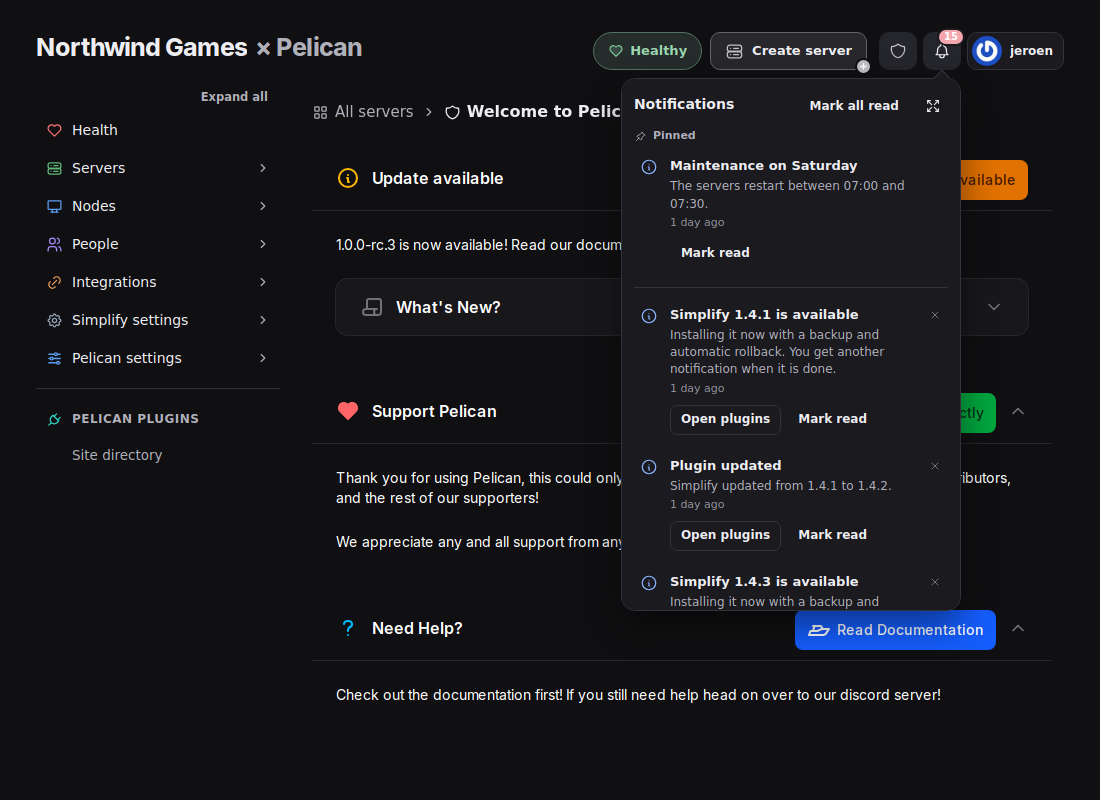 Northwind Games × Pelican
Healthy
Create server
15
jeroen
Expand all
Health
Servers
Nodes
People
Integrations
Simplify settings
Pelican settings
PELICAN PLUGINS
Site directory
All servers
Welcome to Pelic
Update available
vailable
1.0.0-rc.3 is now available! Read our docum
What's New?
Support Pelican
ctly
Thank you for using Pelican, this could only
ributors,
and the rest of our supporters!
We appreciate any and all support from any
Need Help?
Read Documentation
Check out the documentation first! If you still need help head on over to our discord server!
Notifications
Mark all read
Pinned
Maintenance on Saturday
The servers restart between 07:00 and
07:30.
1 day ago
Mark read
Simplify 1.4.1 is available
Installing it now with a backup and
automatic rollback. You get another
notification when it is done.
1 day ago
Open plugins
Mark read
Plugin updated
Simplify updated from 1.4.1 to 1.4.2.
1 day ago
Open plugins
Mark read
Simplify 1.4.3 is available
Installing it now with a backup and